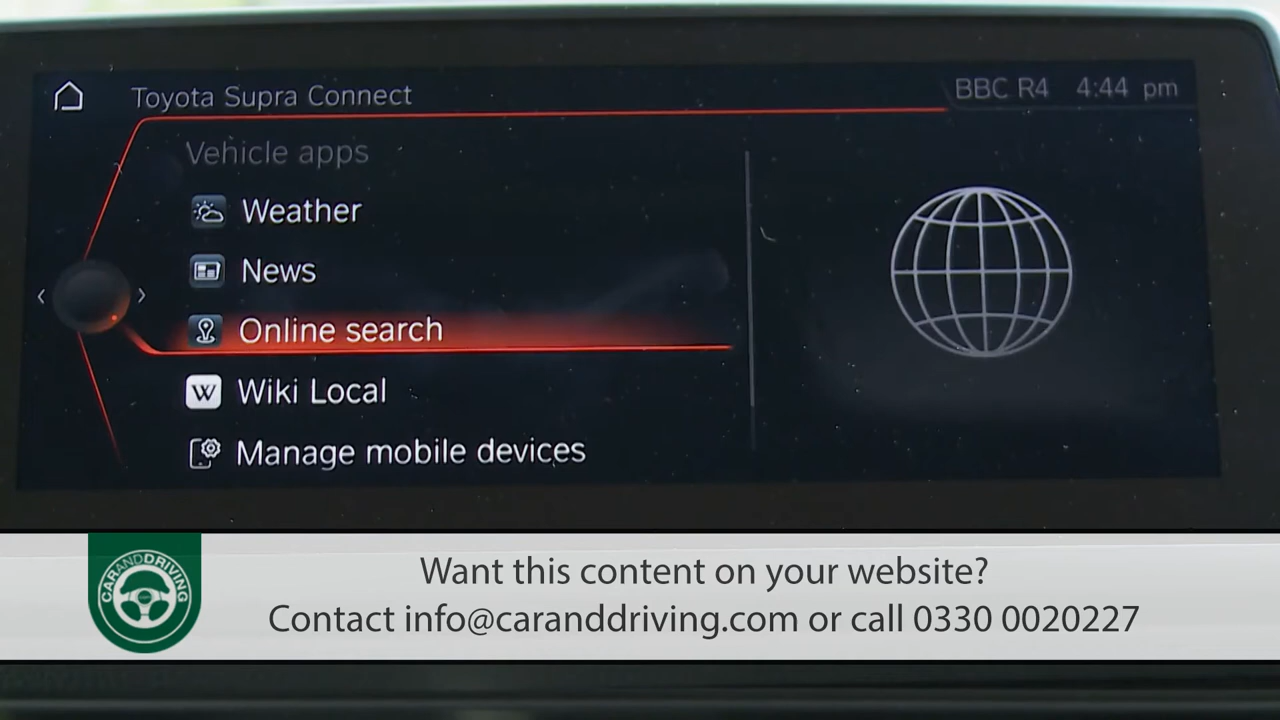 Toyota Supra Connect
BBC R4 4:44 pm
Vehicle apps
Weather
News
Online search
W Wiki Local
Manage mobile devices
CARANDDRIVING
Want this content on your website?
Contact info@caranddriving.com or call 0330 0020227